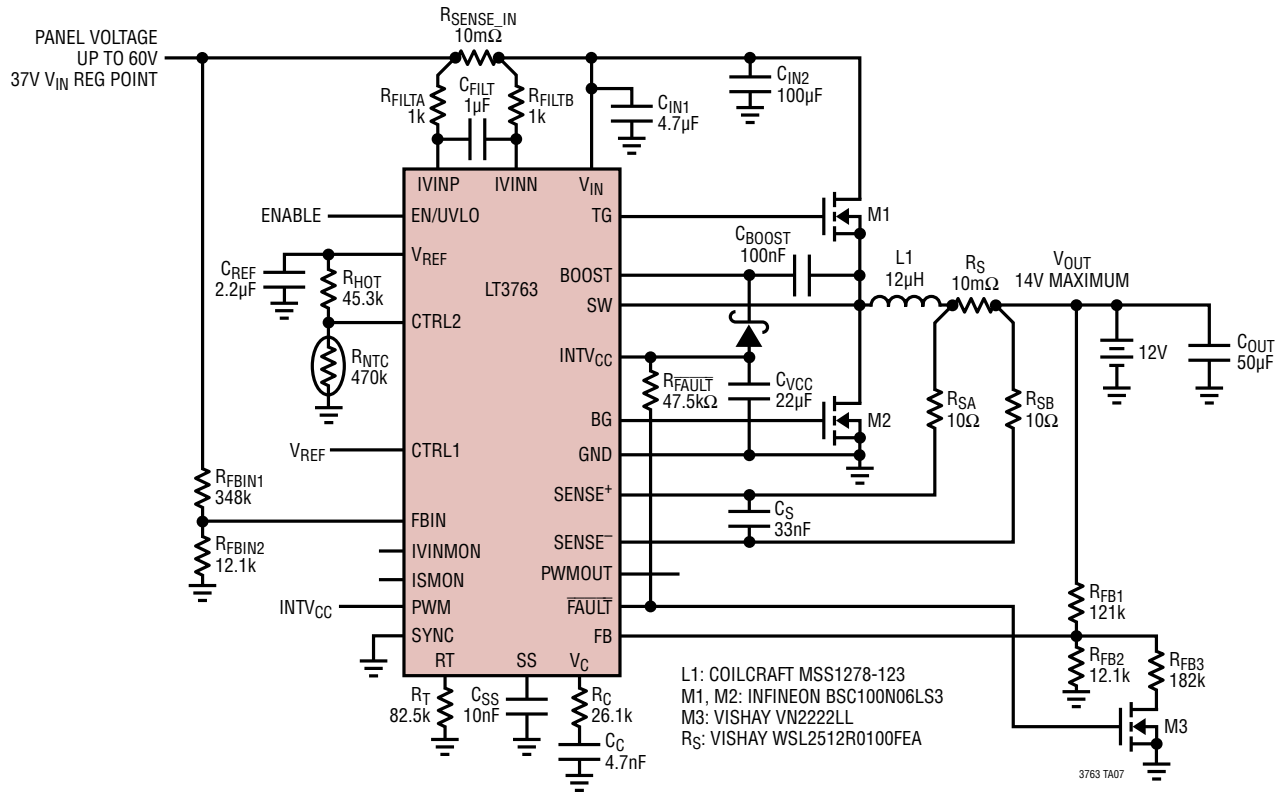 PANEL VOLTAGE
UP TO 60V
37V VIN REG POINT
RSENSE_IN
10mΩ
RFILTA
1k
CFILT
1µF
RFILTB
1k
CIN1
4.7µF
CIN2
100µF
IVINP
IVINN
VIN
ENABLE
EN/UVLO
TG
M1
CREF
2.2µF
VREF
RHOT
45.3k
LT3763
BOOST
CBOOST
100nF
SW
L1
12µH
RS
10mΩ
VOUT
14V MAXIMUM
CTRL2
RNTC
470k
INTVCC
RFAULT
47.5kΩ
CVCC
22µF
12V
COUT
50µF
BG
M2
RSA
10Ω
RSB
10Ω
VREF
CTRL1
GND
RFBIN1
348k
SENSE+
CS
33nF
FBIN
RFBIN2
12.1k
SENSE–
IVINMON
ISMON
PWMOUT
INTVCC
PWM
FAULT
RFB1
121k
SYNC
FB
RT
SS
VC
RFB2
12.1k
RFB3
182k
RT
82.5k
CSS
10nF
RC
26.1k
CC
4.7nF
M3
L1: COILCRAFT MSS1278-123
M1, M2: INFINEON BSC100N06LS3
M3: VISHAY VN2222LL
RS: VISHAY WSL2512R0100FEA
3763 TA07